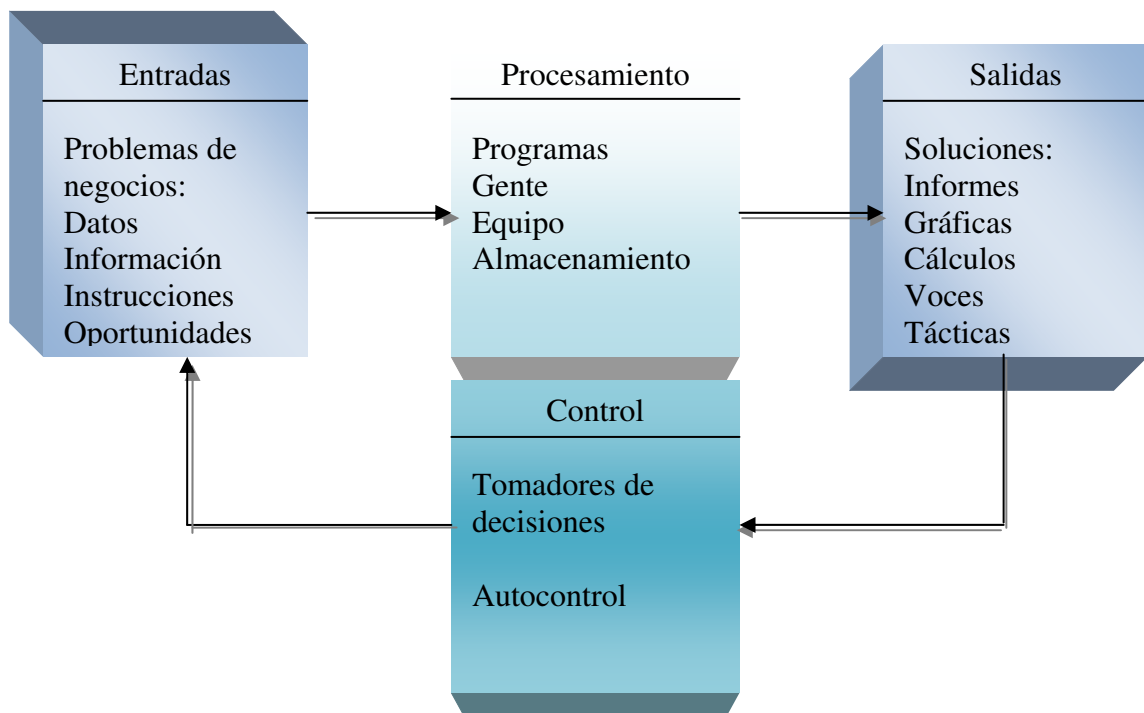 Entradas
Problemas de
negocios:
Datos
Información
Instrucciones
Oportunidades
Procesamiento
Programas
Gente
Equipo
Almacenamiento
Salidas
Soluciones:
Informes
Gráficas
Cálculos
Voces
Tácticas
Control
Tomadores de
decisiones
Autocontrol